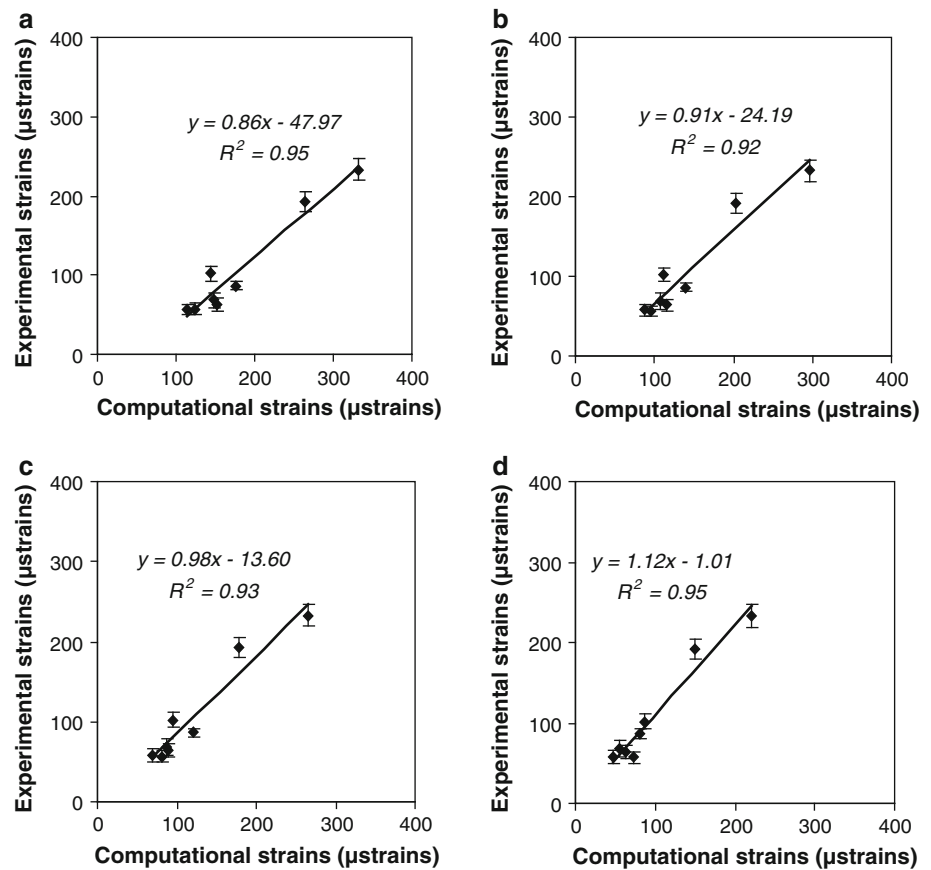 a
400
300
200
100
0
0 100 200 300 400
Experimental strains (µstrains)
Computational strains (µstrains)
y = 0.86x - 47.97
R² = 0.95
b
400
300
200
100
0
0 100 200 300 400
Experimental strains (µstrains)
Computational strains (µstrains)
y = 0.91x - 24.19
R² = 0.92
c
400
300
200
100
0
0 100 200 300 400
Experimental strains (µstrains)
Computational strains (µstrains)
y = 0.98x - 13.60
R² = 0.93
d
400
300
200
100
0
0 100 200 300 400
Experimental strains (µstrains)
Computational strains (µstrains)
y = 1.12x - 1.01
R² = 0.95